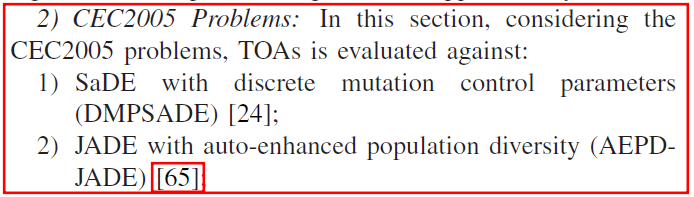 2) CEC2005 Problems: In this section, considering the
CEC2005 problems, TOAs is evaluated against:
1) SaDE with discrete mutation control parameters
(DMPSADE) [24];
2) JADE with auto-enhanced population diversity (AEPD-
JADE) [65]